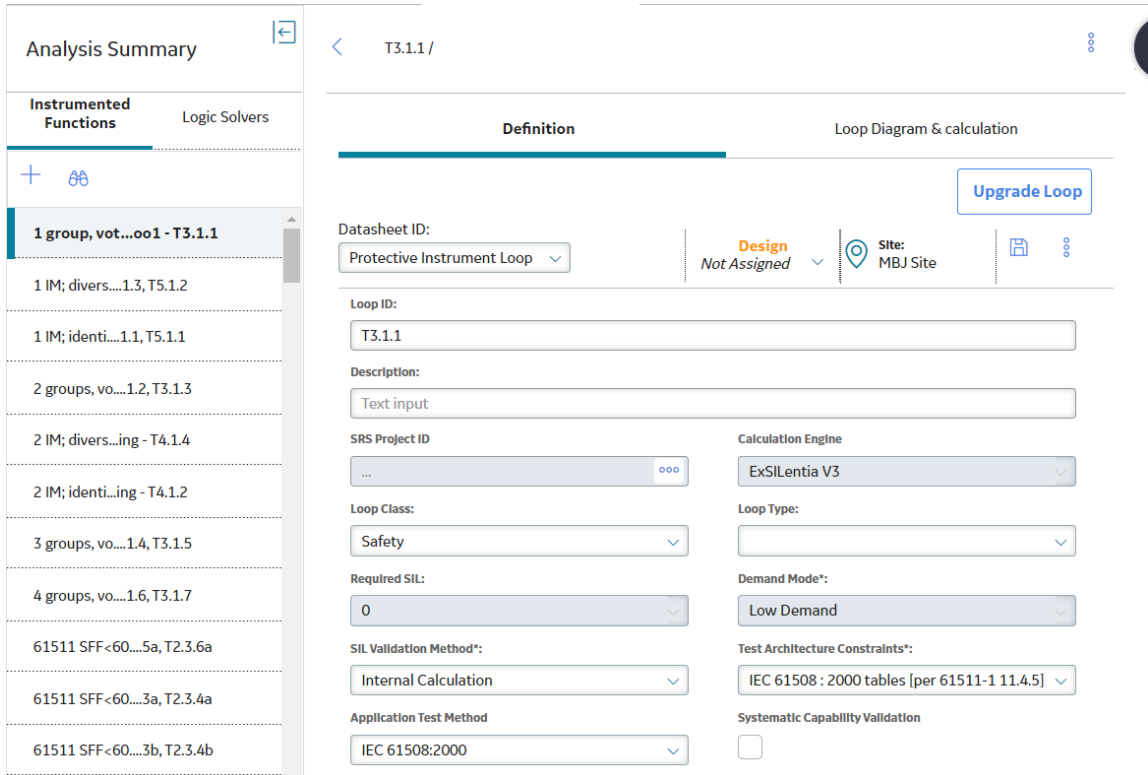 Analysis Summary
Instrumented
Functions
Logic Solvers
1 group, vot...oo1 - T3.1.1
1 IM; divers....1.3, T5.1.2
1 IM; identi....1.1, T5.1.1
2 groups, vo....1.2, T3.1.3
2 IM; divers...ing - T4.1.4
2 IM; identi...ing - T4.1.2
3 groups, vo....1.4, T3.1.5
4 groups, vo....1.6, T3.1.7
61511 SFF<60....5a, T2.3.6a
61511 SFF<60....3a, T2.3.4a
61511 SFF<60....3b, T2.3.4b
T3.1.1 /
Definition
Loop Diagram & calculation
Upgrade Loop
Datasheet ID:
Protective Instrument Loop
Design
Not Assigned
Site:
MBJ Site
Loop ID:
T3.1.1
Description:
Text input
SRS Project ID
...
Calculation Engine
ExSILentia V3
Loop Class:
Safety
Loop Type:
Required SIL:
0
Demand Mode*:
Low Demand
SIL Validation Method*:
Internal Calculation
Test Architecture Constraints*:
IEC 61508 : 2000 tables [per 61511-1 11.4.5]
Application Test Method
IEC 61508:2000
Systematic Capability Validation